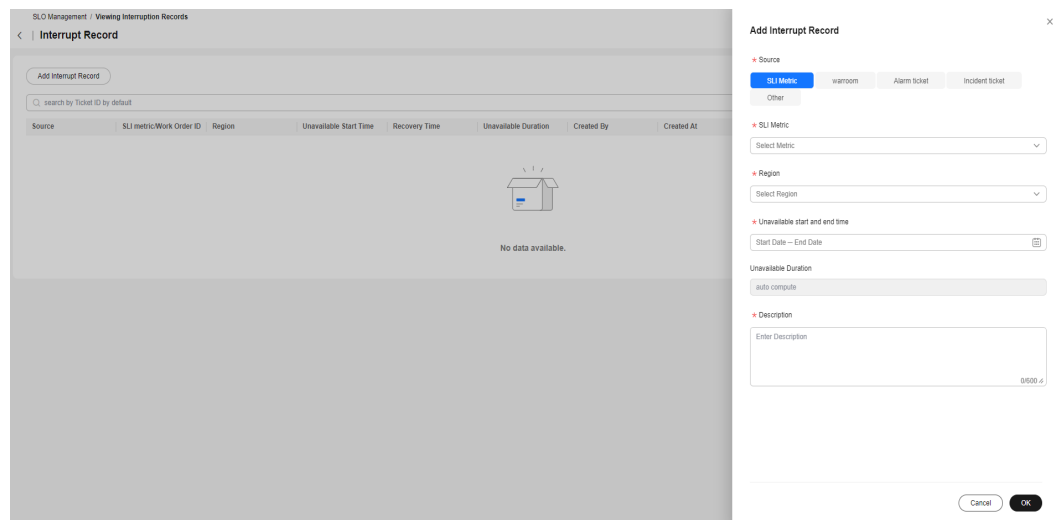 SLO Management / Viewing Interruption Records
Interrupt Record
Add Interrupt Record
search by Ticket ID by default
Source SLI metric/Work Order ID Region Unavailable Start Time Recovery Time Unavailable Duration Created By Created At
No data available.
Add Interrupt Record
* Source
SLI Metric warroom Alarm ticket Incident ticket
Other
* SLI Metric
Select Metric
* Region
Select Region
* Unavailable start and end time
Start Date -- End Date
Unavailable Duration
auto compute
* Description
Enter Description
0/600
Cancel OK